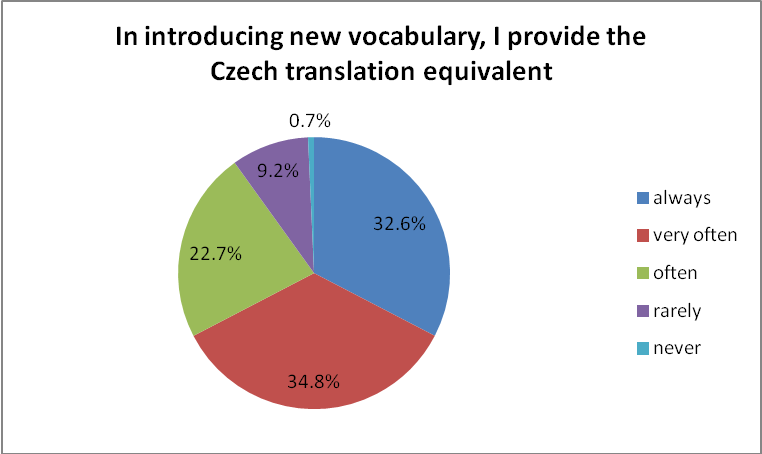 In introducing new vocabulary, I provide the
Czech translation equivalent
0.7%
9.2%
32.6%
22.7%
34.8%
always
very often
often
rarely
never